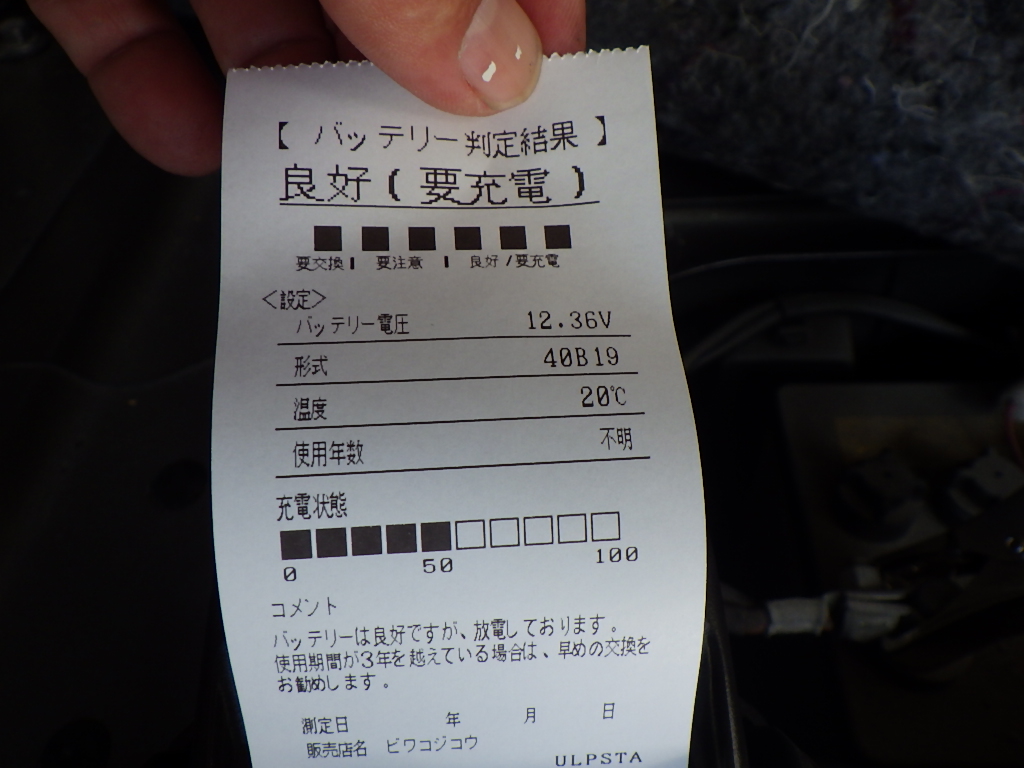 【バッテリー判定結果】
良好(要充電)
要交換 | 要注意 | 良好/要充電
<設定>
バッテリー電圧 12.36V
形式 40B19
温度 20℃
使用年数 不明
充電状態
0 50 100
コメント
バッテリーは良好ですが、放電しております。
使用期間が3年を越えている場合は、早めの交換を
お勧めします。
測定日 年 月 日
販売店名 ビワコジコウ
ULPSTA